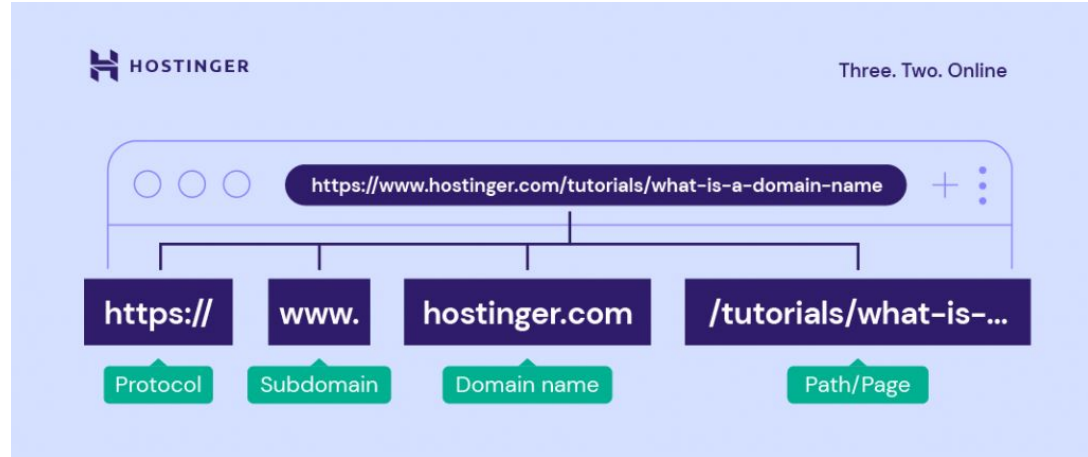 HOSTINGER
Three. Two. Online
https://www.hostinger.com/tutorials/what-is-a-domain-name
https://
www.
hostinger.com
/tutorials/what-is-...
Protocol
Subdomain
Domain name
Path/Page